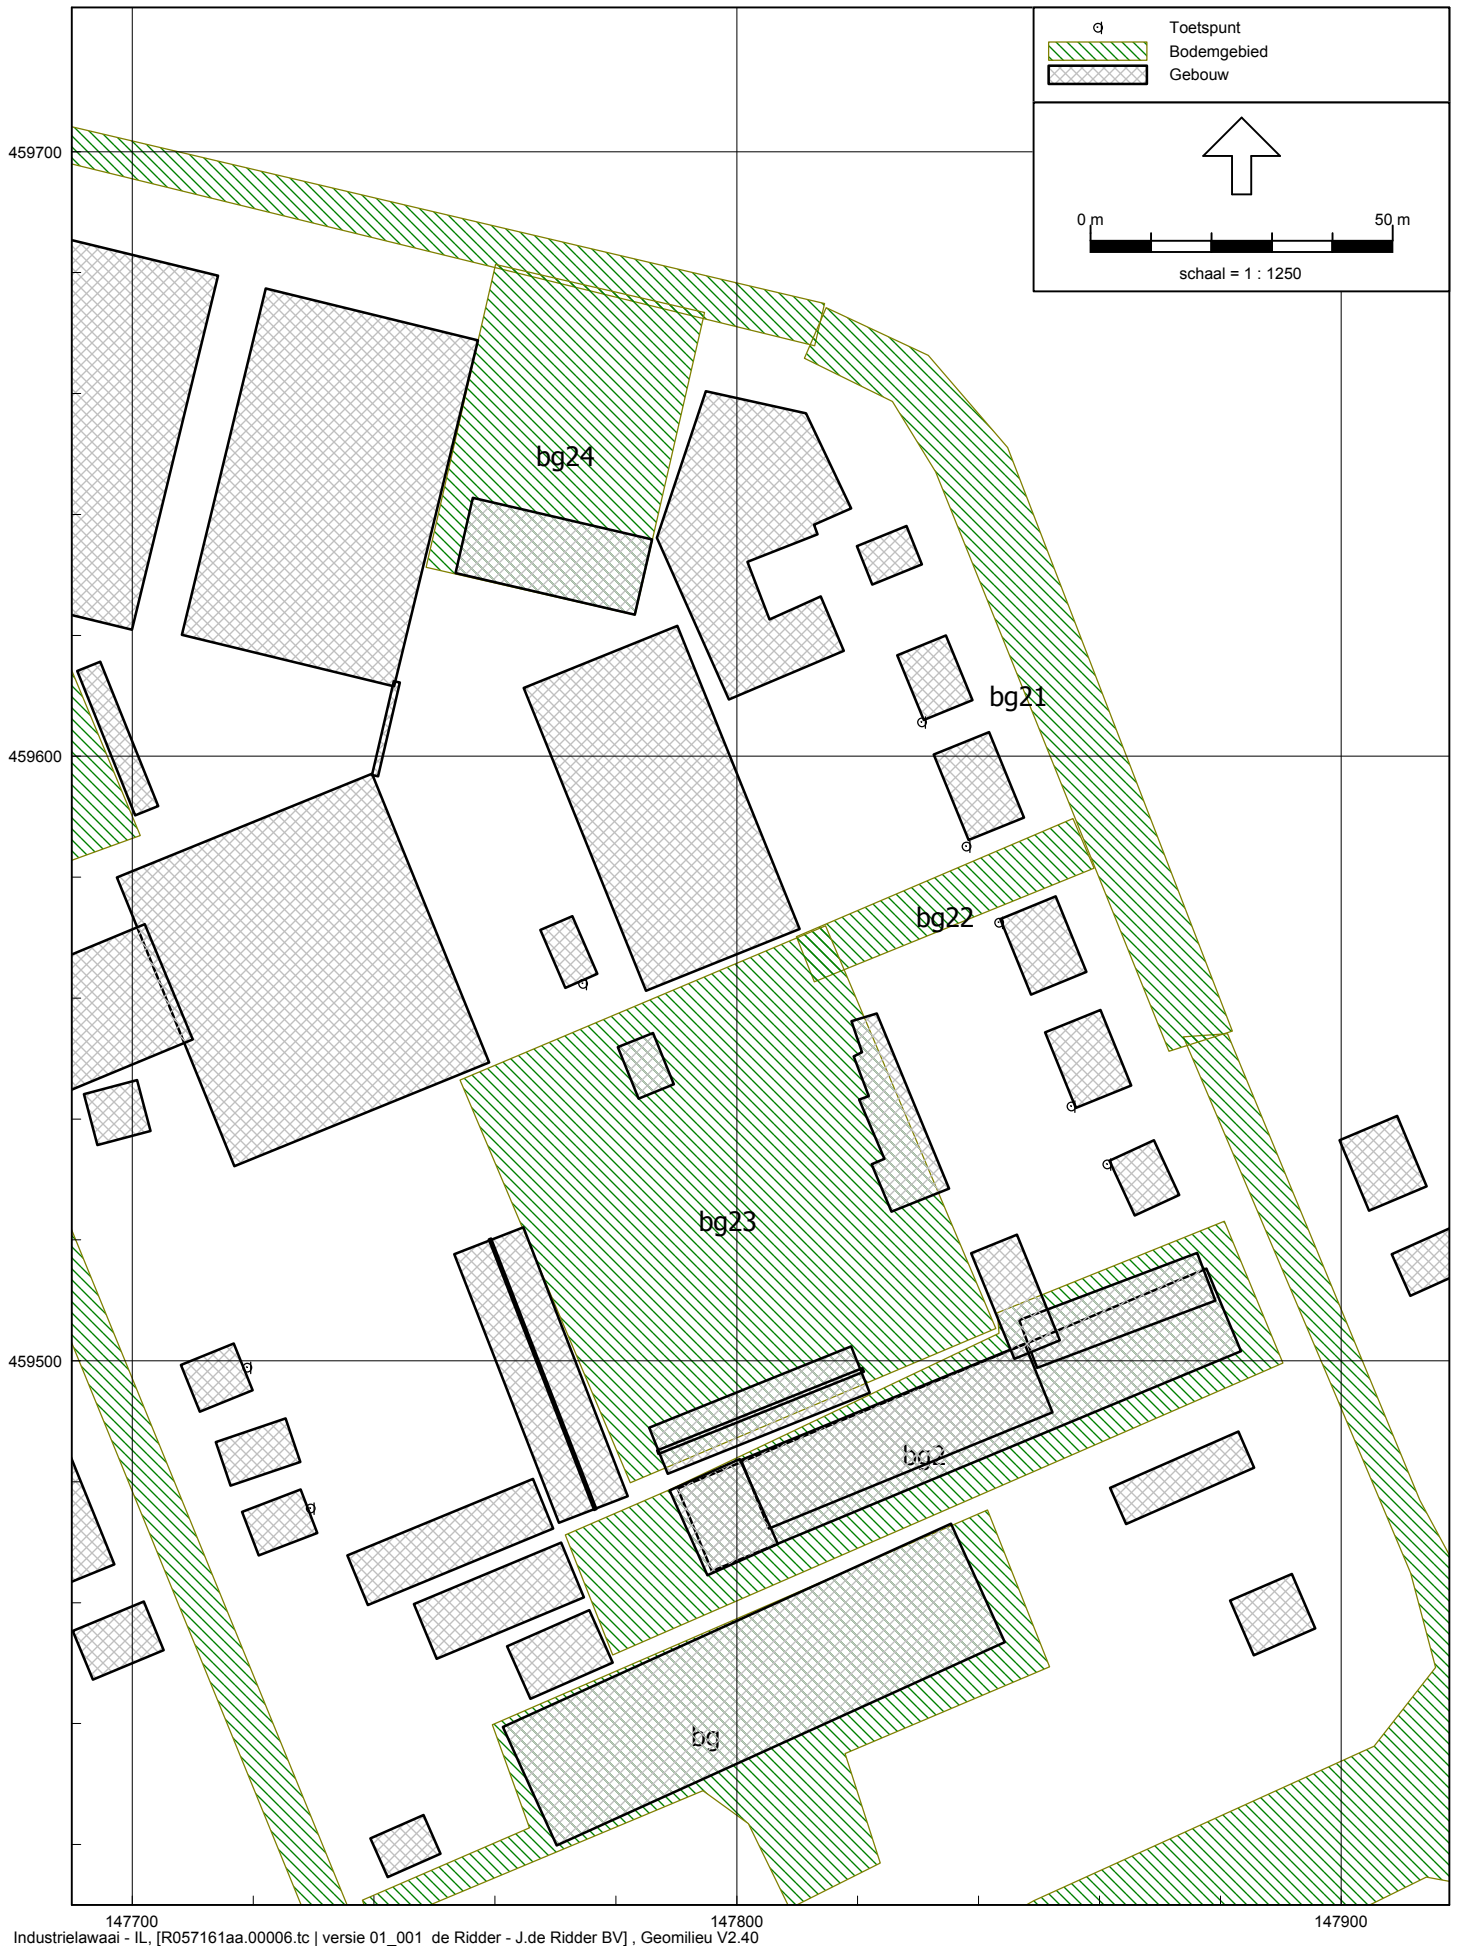 Toetspunt
Bodemgebied
Gebouw
0 m 50 m
schaal = 1 : 1250
459700
bg24
bg21
459600
bg22
bg23
459500
bg2
bg
147700 147800 147900
Industrielawaai - IL, [R057161aa.00006.tc | versie 01_001 de Ridder - J.de Ridder BV] , Geomilieu V2.40